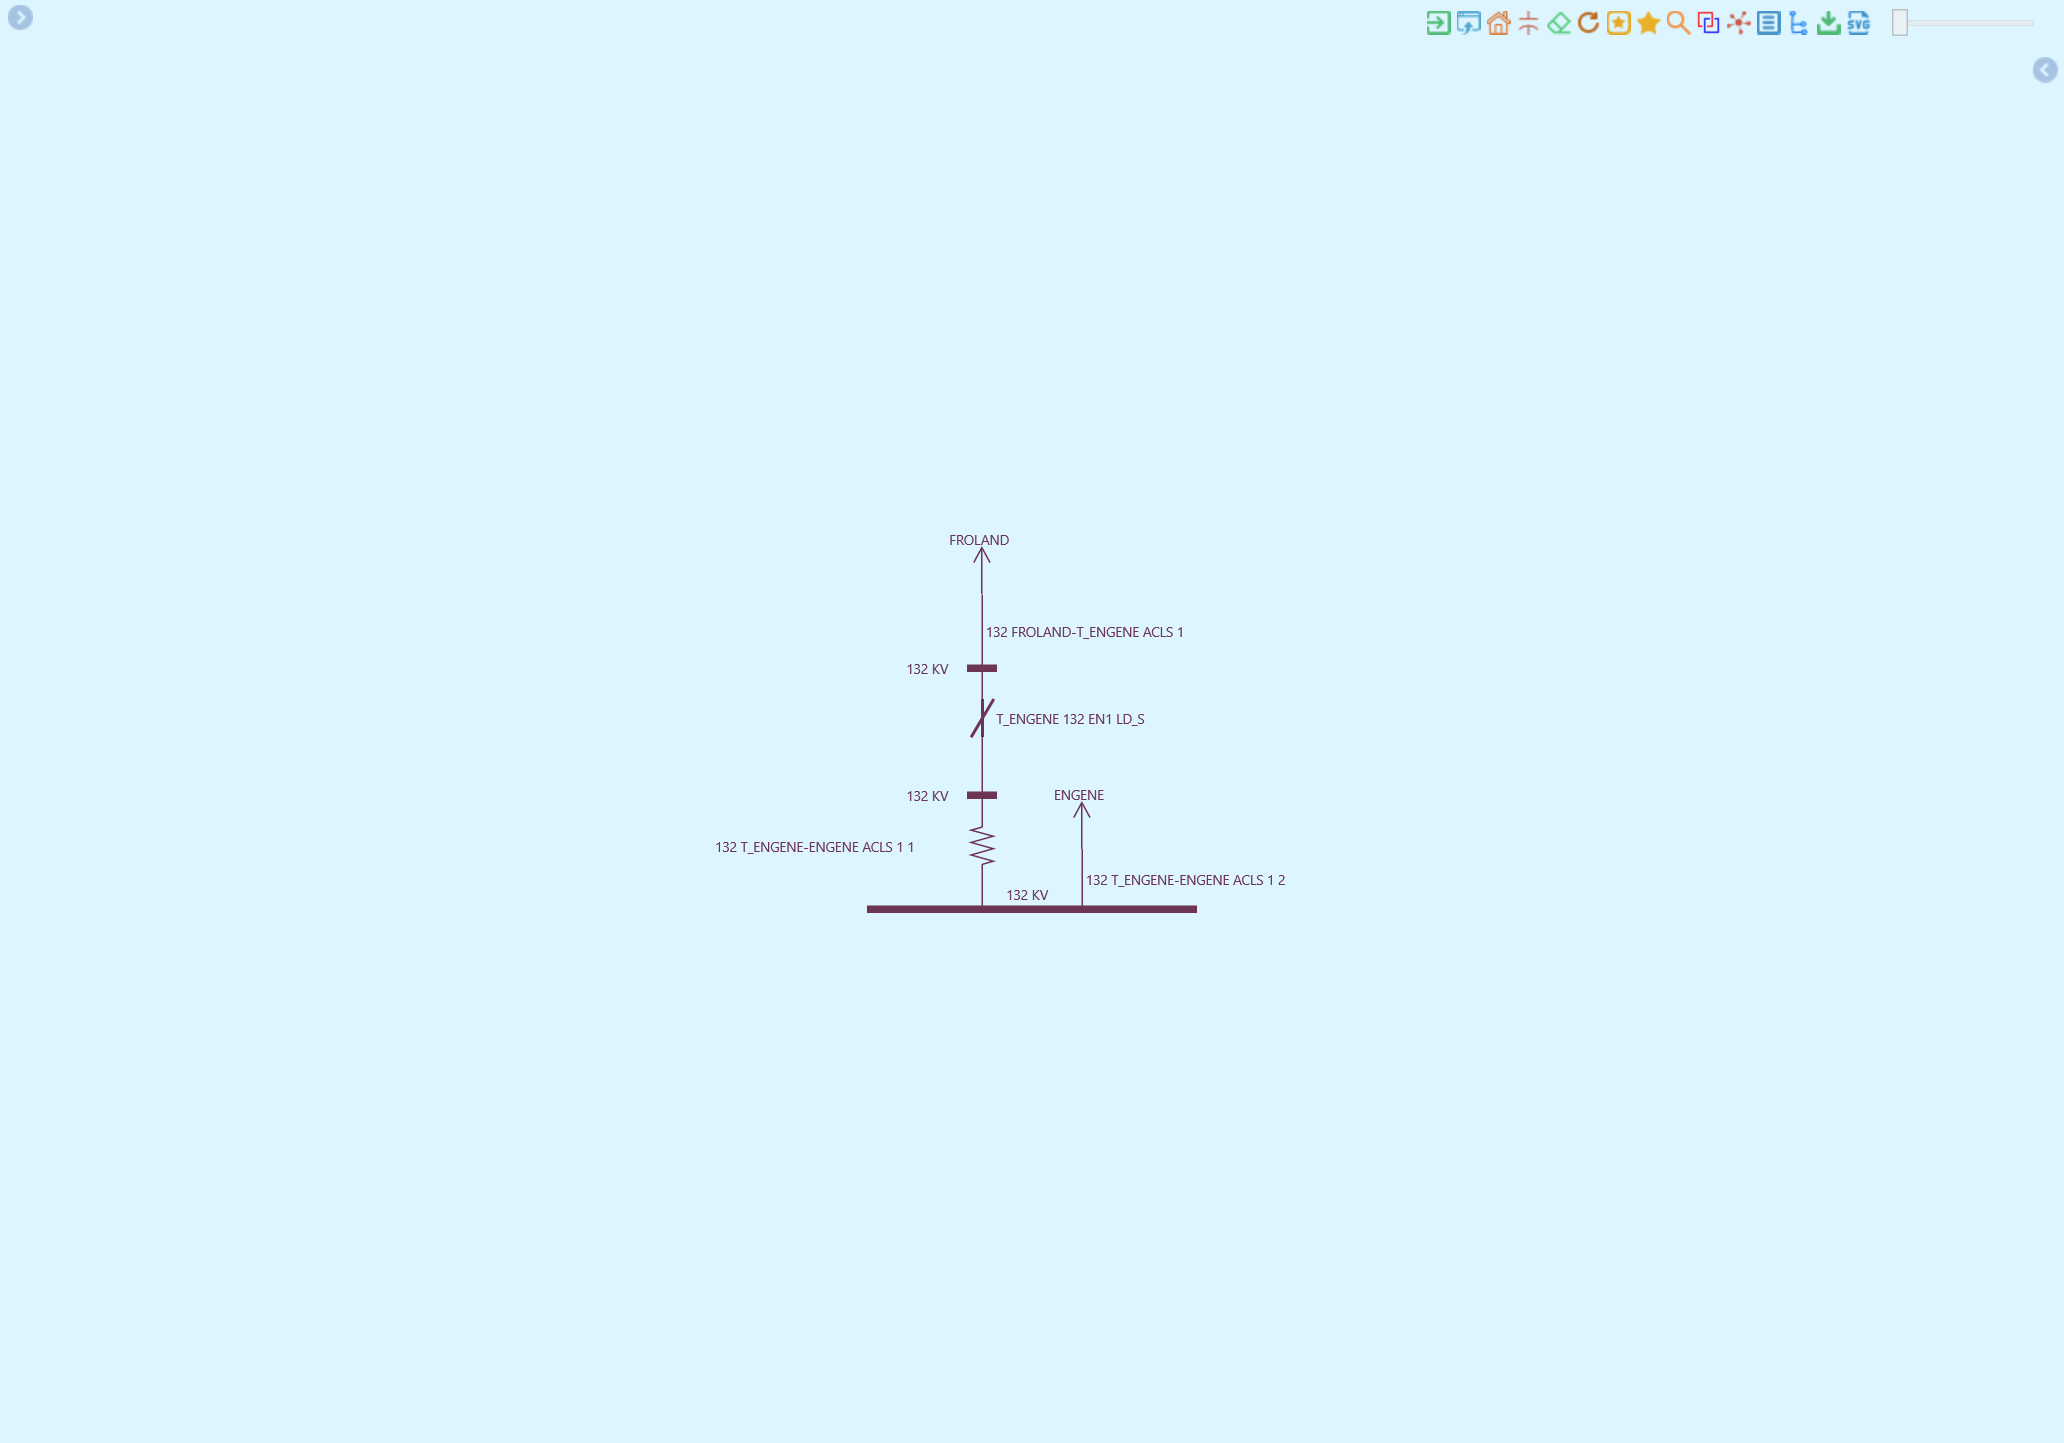 SVG
FROLAND
132 FROLAND-T_ENGENE ACLS 1
132 KV
T_ENGENE 132 EN1 LD_S
132 KV
ENGENE
132 T_ENGENE-ENGENE ACLS 1 1
132 T_ENGENE-ENGENE ACLS 1 2
132 KV